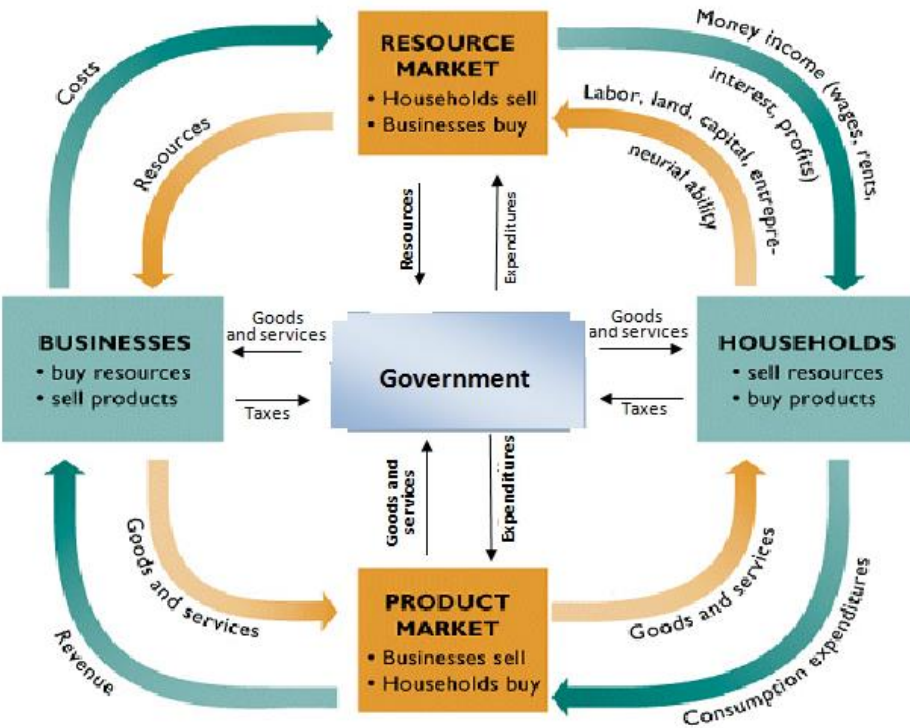 RESOURCE
MARKET
• Households sell
• Businesses buy
Costs
Resources
Money income (wages, rents,
interest, profits)
Labor, land, capital, entrepre-
neurial ability
Resources
Expenditures
BUSINESSES
• buy resources
• sell products
Goods
and services
Taxes
Government
Goods
and services
Taxes
HOUSEHOLDS
• sell resources
• buy products
Goods and
services
Expenditures
Goods and services
Revenue
PRODUCT
MARKET
• Businesses sell
• Households buy
Goods and services
Consumption expenditures